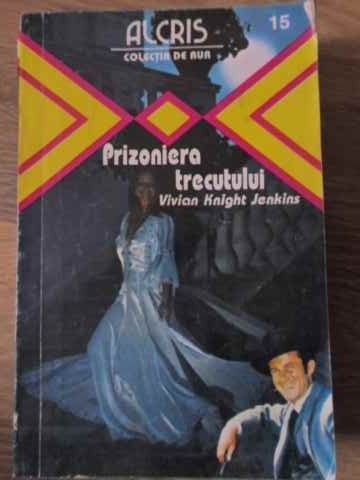 ALCRIS
COLECȚIA DE AUR
15
Prizoniera
trecutului
Vivian Knight Jenkins